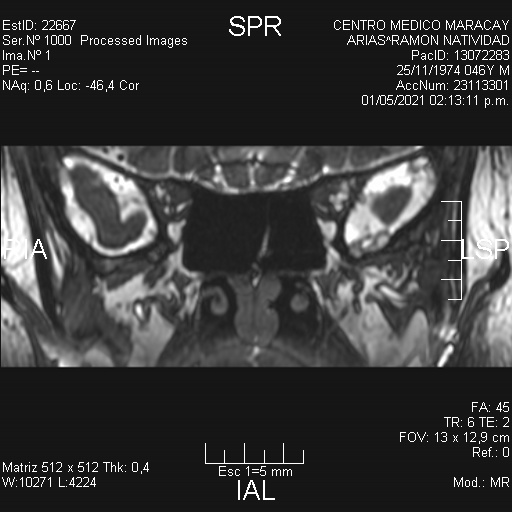 EstID: 22667
Ser.Nº 1000 Processed Images
Ima.Nº 1
PE= --
NAq: 0,6 Loc: -46,4 Cor
SPR
CENTRO MEDICO MARACAY
ARIAS^RAMON NATIVIDAD
PacID: 13072283
25/11/1974 046Y M
AccNum: 23113301
01/05/2021 02:13:11 p.m.
RIA
LSP
FA: 45
TR: 6 TE: 2
FOV: 13 x 12,9 cm
Ref.: 0
Mod.: MR
Matriz 512 x 512 Thk: 0,4
W:10271 L:4224
Esc 1=5 mm
IAL